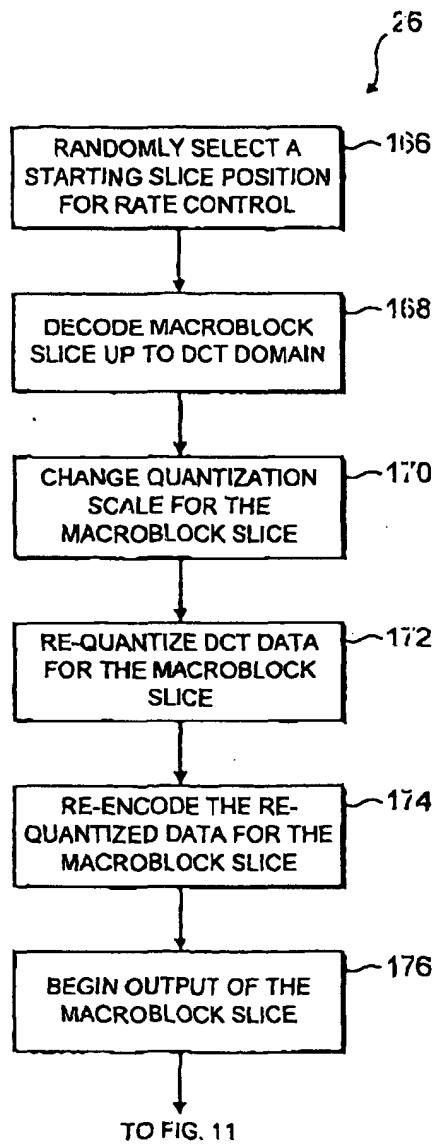 26
RANDOMLY SELECT A
STARTING SLICE POSITION
FOR RATE CONTROL
166
DECODE MACROBLOCK
SLICE UP TO DCT DOMAIN
168
CHANGE QUANTIZATION
SCALE FOR THE
MACROBLOCK SLICE
170
RE-QUANTIZE DCT DATA
FOR THE MACROBLOCK
SLICE
172
RE-ENCODE THE RE-
QUANTIZED DATA FOR THE
MACROBLOCK SLICE
174
BEGIN OUTPUT OF THE
MACROBLOCK SLICE
176
TO FIG. 11